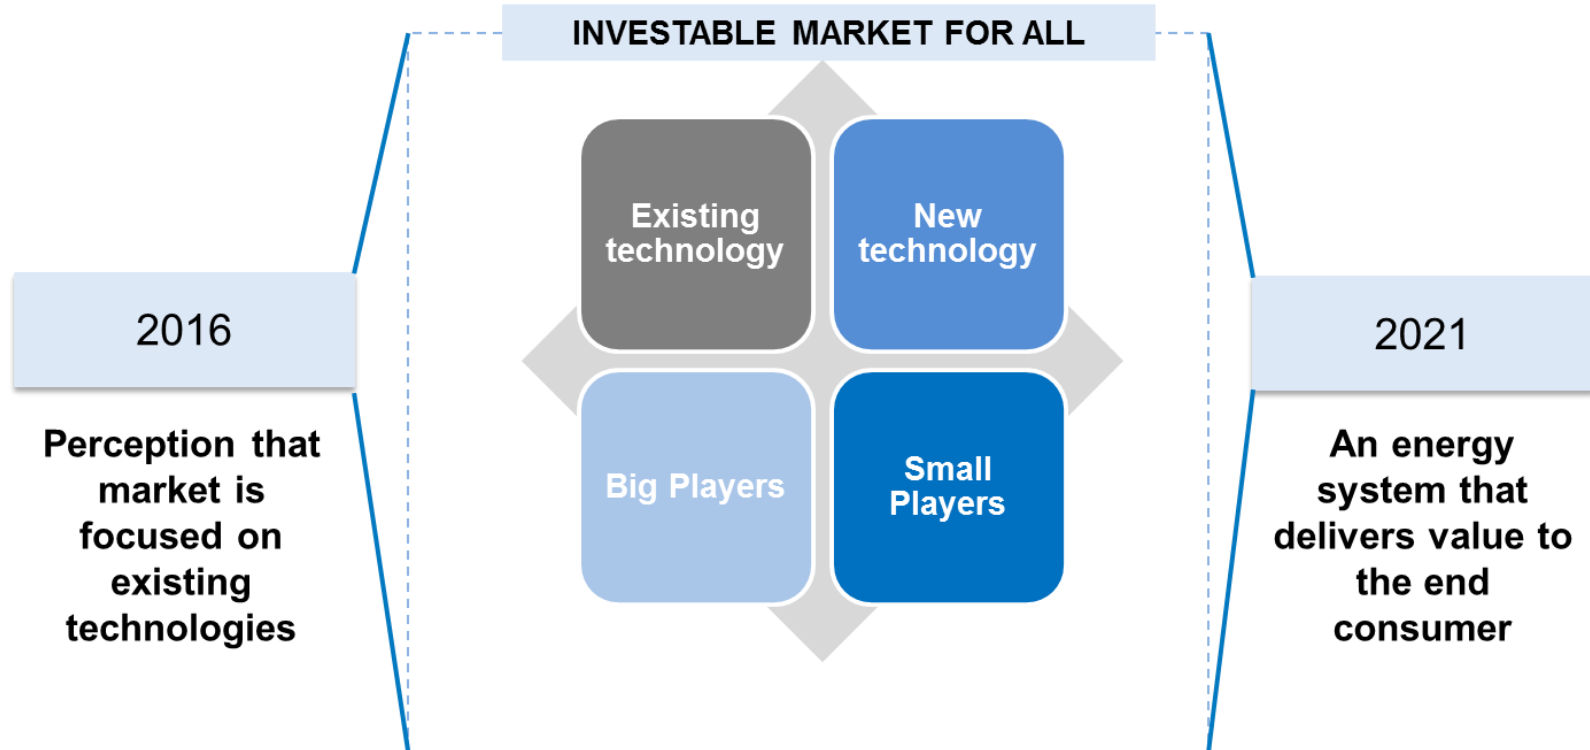 INVESTABLE MARKET FOR ALL
Existing
technology
New
technology
2016
2021
Perception that
market is
focused on
existing
technologies
Big Players
Small
Players
An energy
system that
delivers value to
the end
consumer